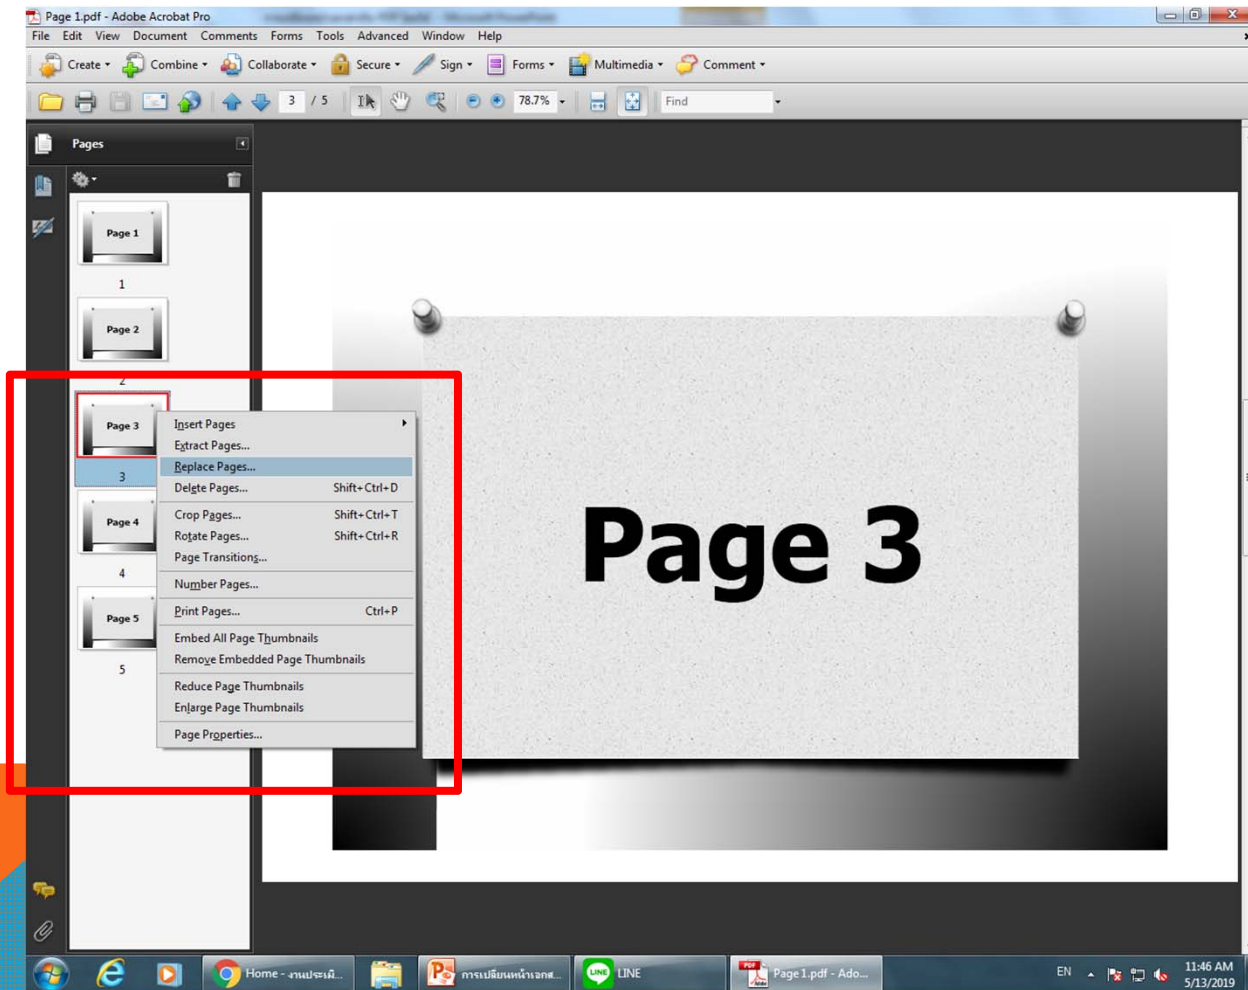 Page 1.pdf - Adobe Acrobat Pro
File Edit View Document Comments Forms Tools Advanced Window Help
Create Combine Collaborate Secure Sign Forms Multimedia Comment
3 / 5 78.7% Find
Pages
Page 1
1
Page 2
2
Page 3
3
Page 4
4
Page 5
5
Insert Pages
Extract Pages...
Replace Pages...
Delete Pages... Shift+Ctrl+D
Crop Pages... Shift+Ctrl+T
Rotate Pages... Shift+Ctrl+R
Page Transitions...
Number Pages...
Print Pages... Ctrl+P
Embed All Page Thumbnails
Remove Embedded Page Thumbnails
Reduce Page Thumbnails
Enlarge Page Thumbnails
Page Properties...
Page 3
Home - งานประเมิ...
การเปลี่ยนหน้าเอกส...
LINE LINE
PDF Page 1.pdf - Ado...
EN 11:46 AM
5/13/2019